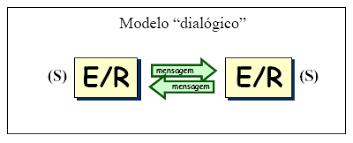 Modelo “dialógico”
(S) E/R mensagem E/R (S)
mensagem